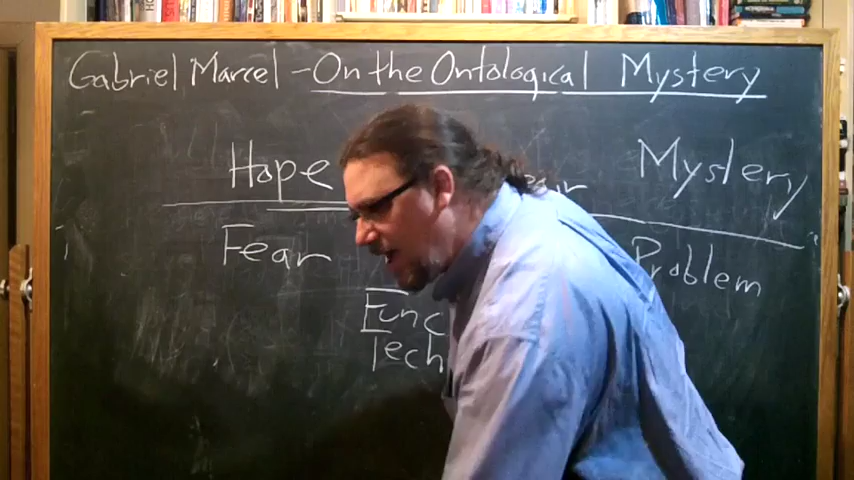 Gabriel Marcel - On the Ontological Mystery
Hope Mystery
Fear Problem
Func
Tech